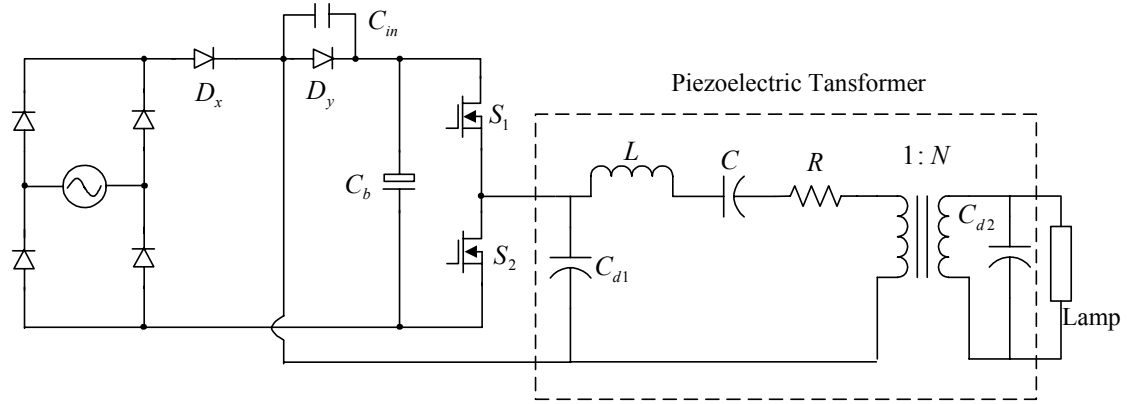 C_in
D_x
D_y
Piezoelectric Tansformer
S_1
L
C
R
1:N
C_b
C_d2
S_2
C_d1
Lamp